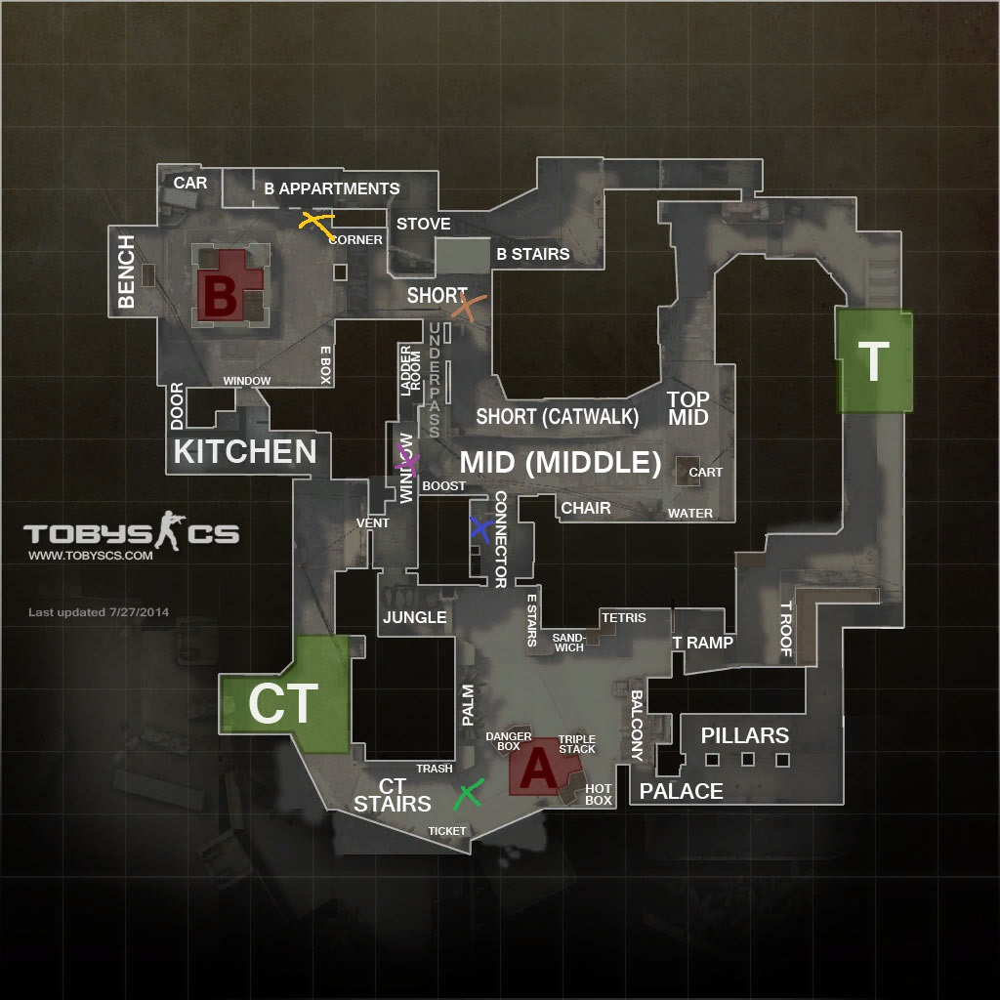 CAR
B APPARTMENTS
STOVE
CORNER
B STAIRS
BENCH
B
SHORT
UNDERPASS
LADDER
ROOM
E BOX
WINDOW
DOOR
KITCHEN
WINDOW
SHORT (CATWALK)
TOP
MID
MID (MIDDLE)
CART
BOOST
CHAIR
WATER
T
CONNECTOR
VENT
TOBYS CS
WWW.TOBYSCS.COM
Last updated 7/27/2014
JUNGLE
E STAIRS
TETRIS
SAND-
WICH
T RAMP
T ROOF
CT
PALM
BALCONY
PILLARS
DANGER
BOX
TRIPLE
STACK
A
TRASH
CT
STAIRS
HOT
BOX
PALACE
TICKET